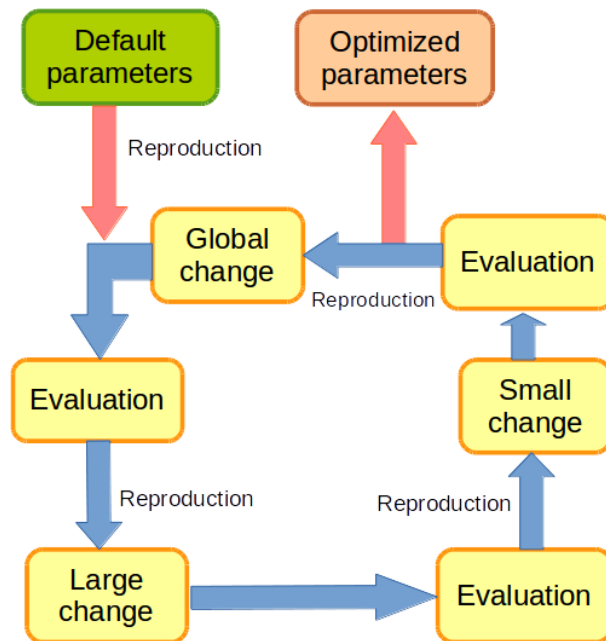 Default
parameters
Optimized
parameters
Reproduction
Global
change
Evaluation
Reproduction
Evaluation
Small
change
Reproduction
Reproduction
Large
change
Evaluation